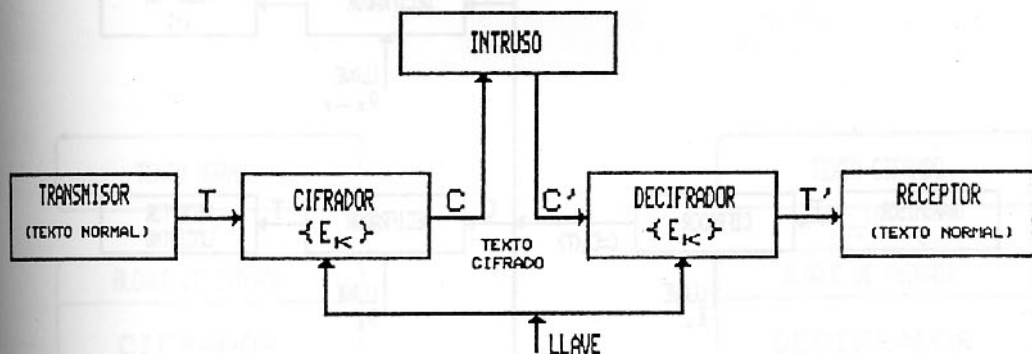 INTRUSO
TRANSMISOR
(TEXTO NORMAL)
T
CIFRADOR
{E_K}
C
TEXTO
CIFRADO
C'
DECIFRADOR
{E_K}
T'
RECEPTOR
(TEXTO NORMAL)
LLAVE